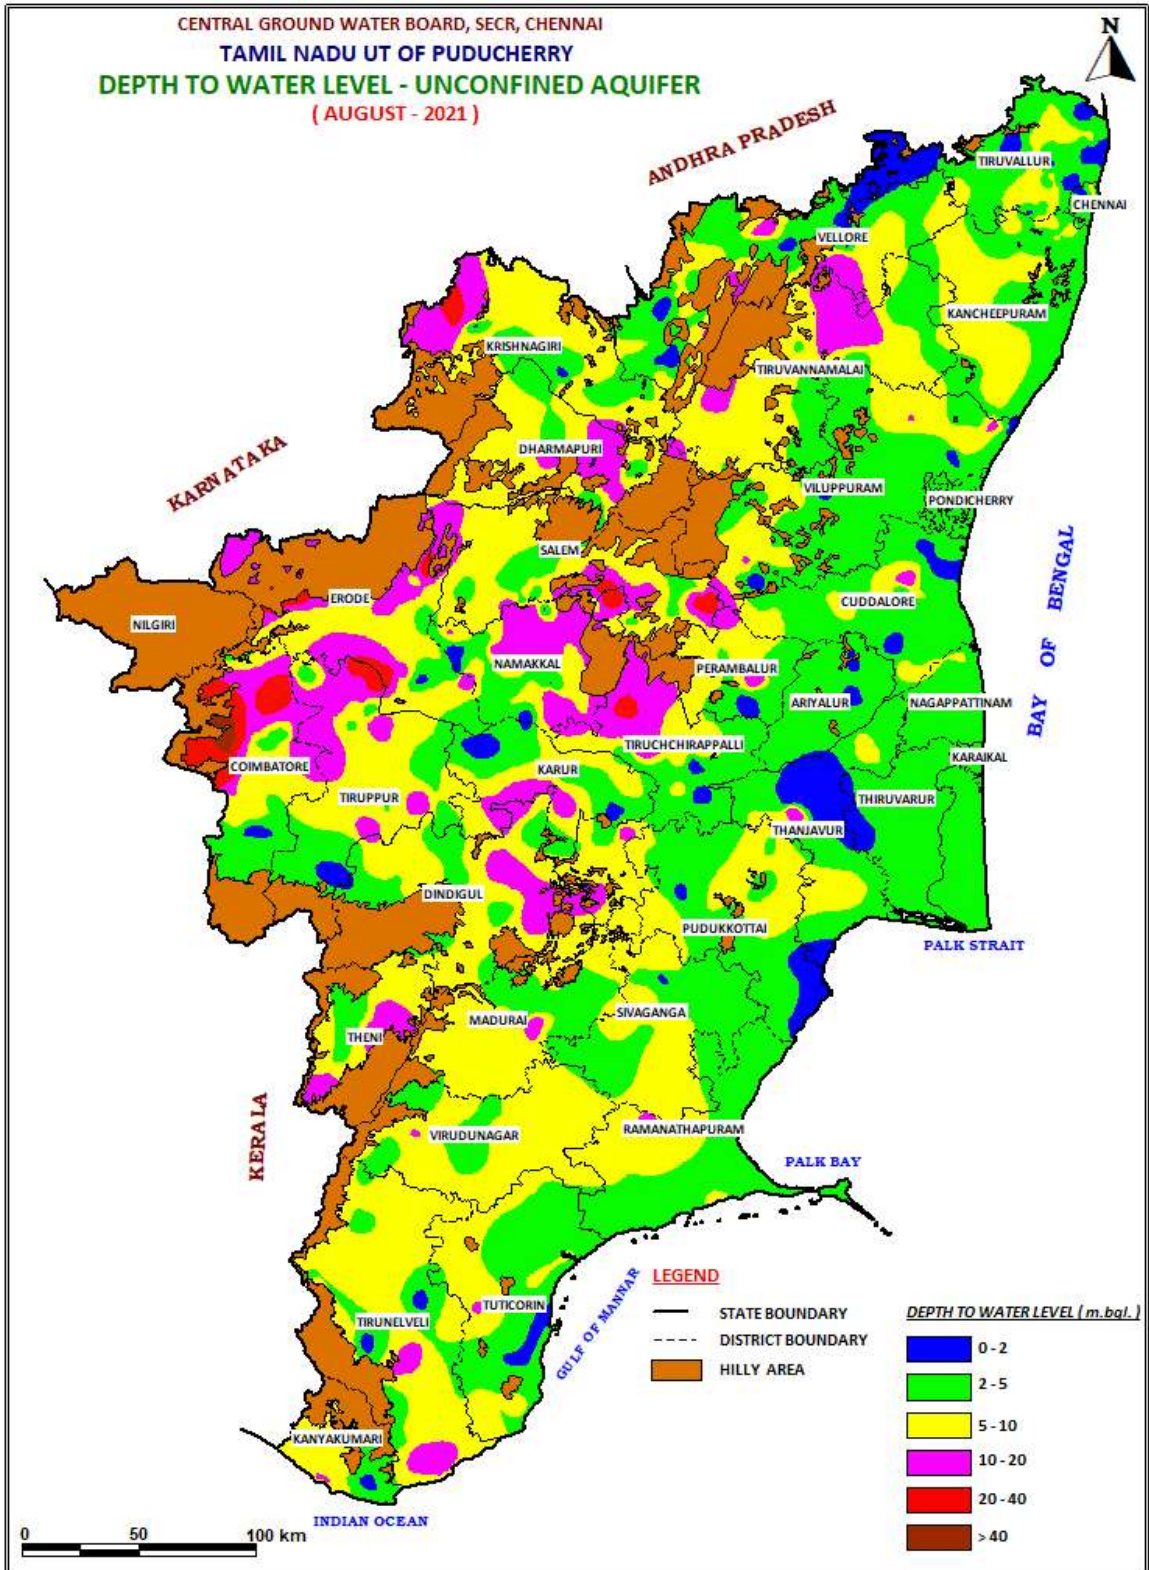 CENTRAL GROUND WATER BOARD, SECR, CHENNAI
TAMIL NADU UT OF PUDUCHERRY
DEPTH TO WATER LEVEL - UNCONFINED AQUIFER
( AUGUST - 2021 )
N
ANDHRA PRADESH
TIRUVALLUR
CHENNAI
VELLORE
KANCHEEPURAM
KRISHNAGIRI
TIRUVANNAMALAI
KARNATAKA
DHARMAPURI
VILUPPURAM
PONDICHERRY
SALEM
BAY OF BENGAL
ERODE
CUDDALORE
NILGIRI
NAMAKKAL
PERAMBALUR
ARIYALUR
NAGAPPATTINAM
TIRUCHCHIRAPPALLI
KARAIKAL
COIMBATORE
KARUR
TIRUPPUR
THIRUVARUR
THANJAVUR
DINDIGUL
PUDUKKOTTAI
PALK STRAIT
SIVAGANGA
MADURAI
THENI
KERALA
VIRUDUNAGAR
RAMANATHAPURAM
PALK BAY
GULF OF MANNAR
TUTICORIN
TIRUNELVELI
KANYAKUMARI
INDIAN OCEAN
LEGEND
STATE BOUNDARY
DISTRICT BOUNDARY
HILLY AREA
DEPTH TO WATER LEVEL ( m.bgl. )
0 - 2
2 - 5
5 - 10
10 - 20
20 - 40
> 40
0 50 100 km